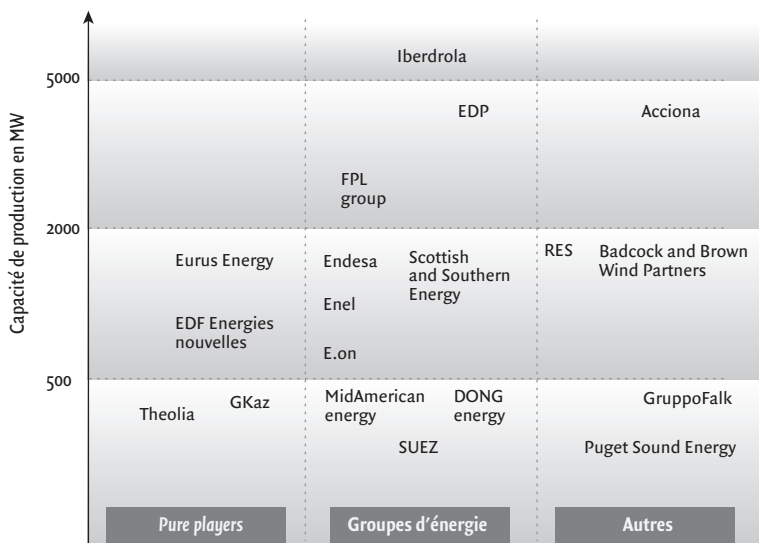 Capacité de production en MW
5000
2000
500
Iberdrola
EDP
Acciona
FPL
group
Eurus Energy
EDF Energies
nouvelles
Endesa
Enel
E.on
Scottish
and Southern
Energy
RES
Badcock and Brown
Wind Partners
Theolia
GKaz
MidAmerican
energy
DONG
energy
SUEZ
GruppoFalk
Puget Sound Energy
Pure players
Groupes d'énergie
Autres